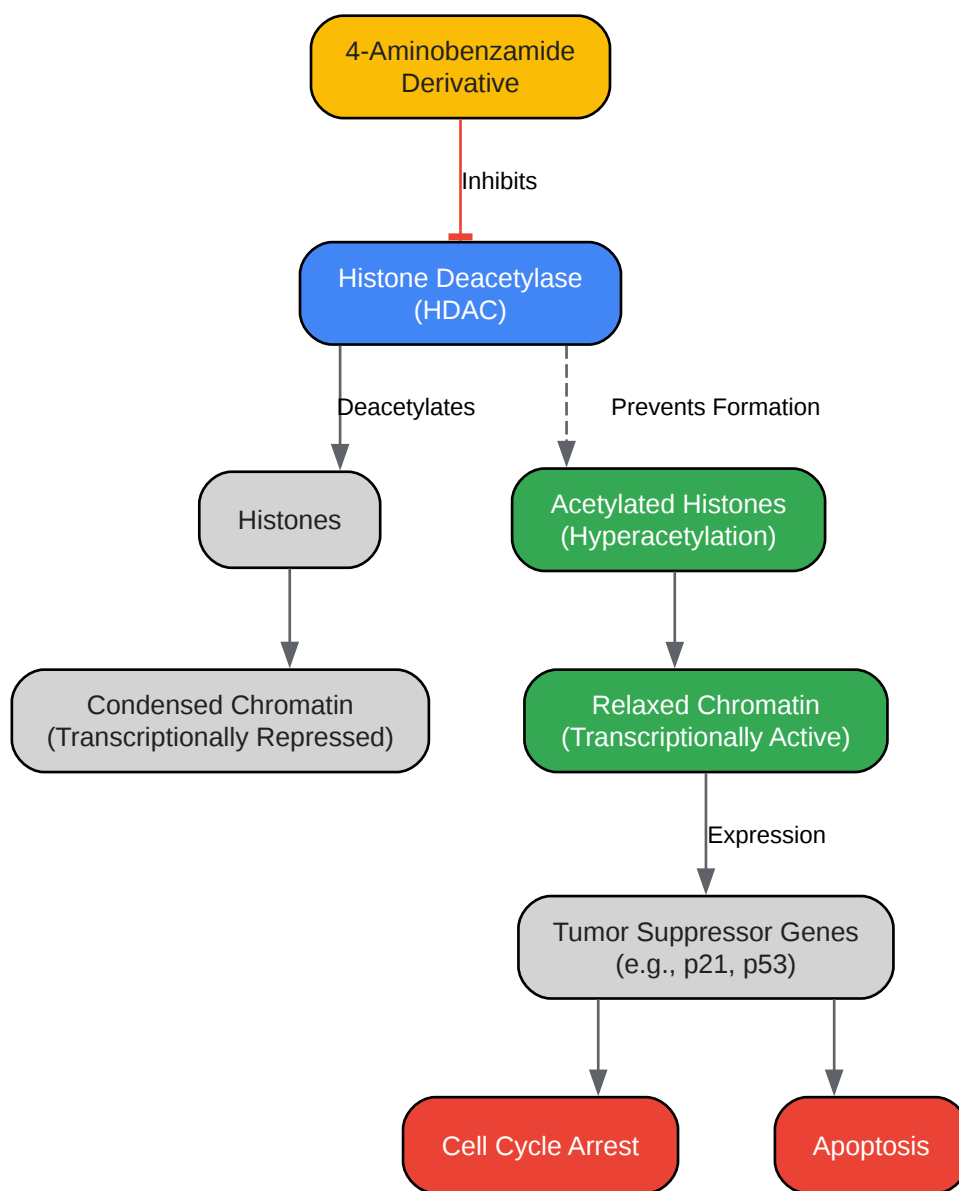 4-Aminobenzamide
Derivative
Inhibits
Histone Deacetylase
(HDAC)
Deacetylates
Prevents Formation
Histones
Acetylated Histones
(Hyperacetylation)
Condensed Chromatin
(Transcriptionally Repressed)
Relaxed Chromatin
(Transcriptionally Active)
Expression
Tumor Suppressor Genes
(e.g., p21, p53)
Cell Cycle Arrest
Apoptosis